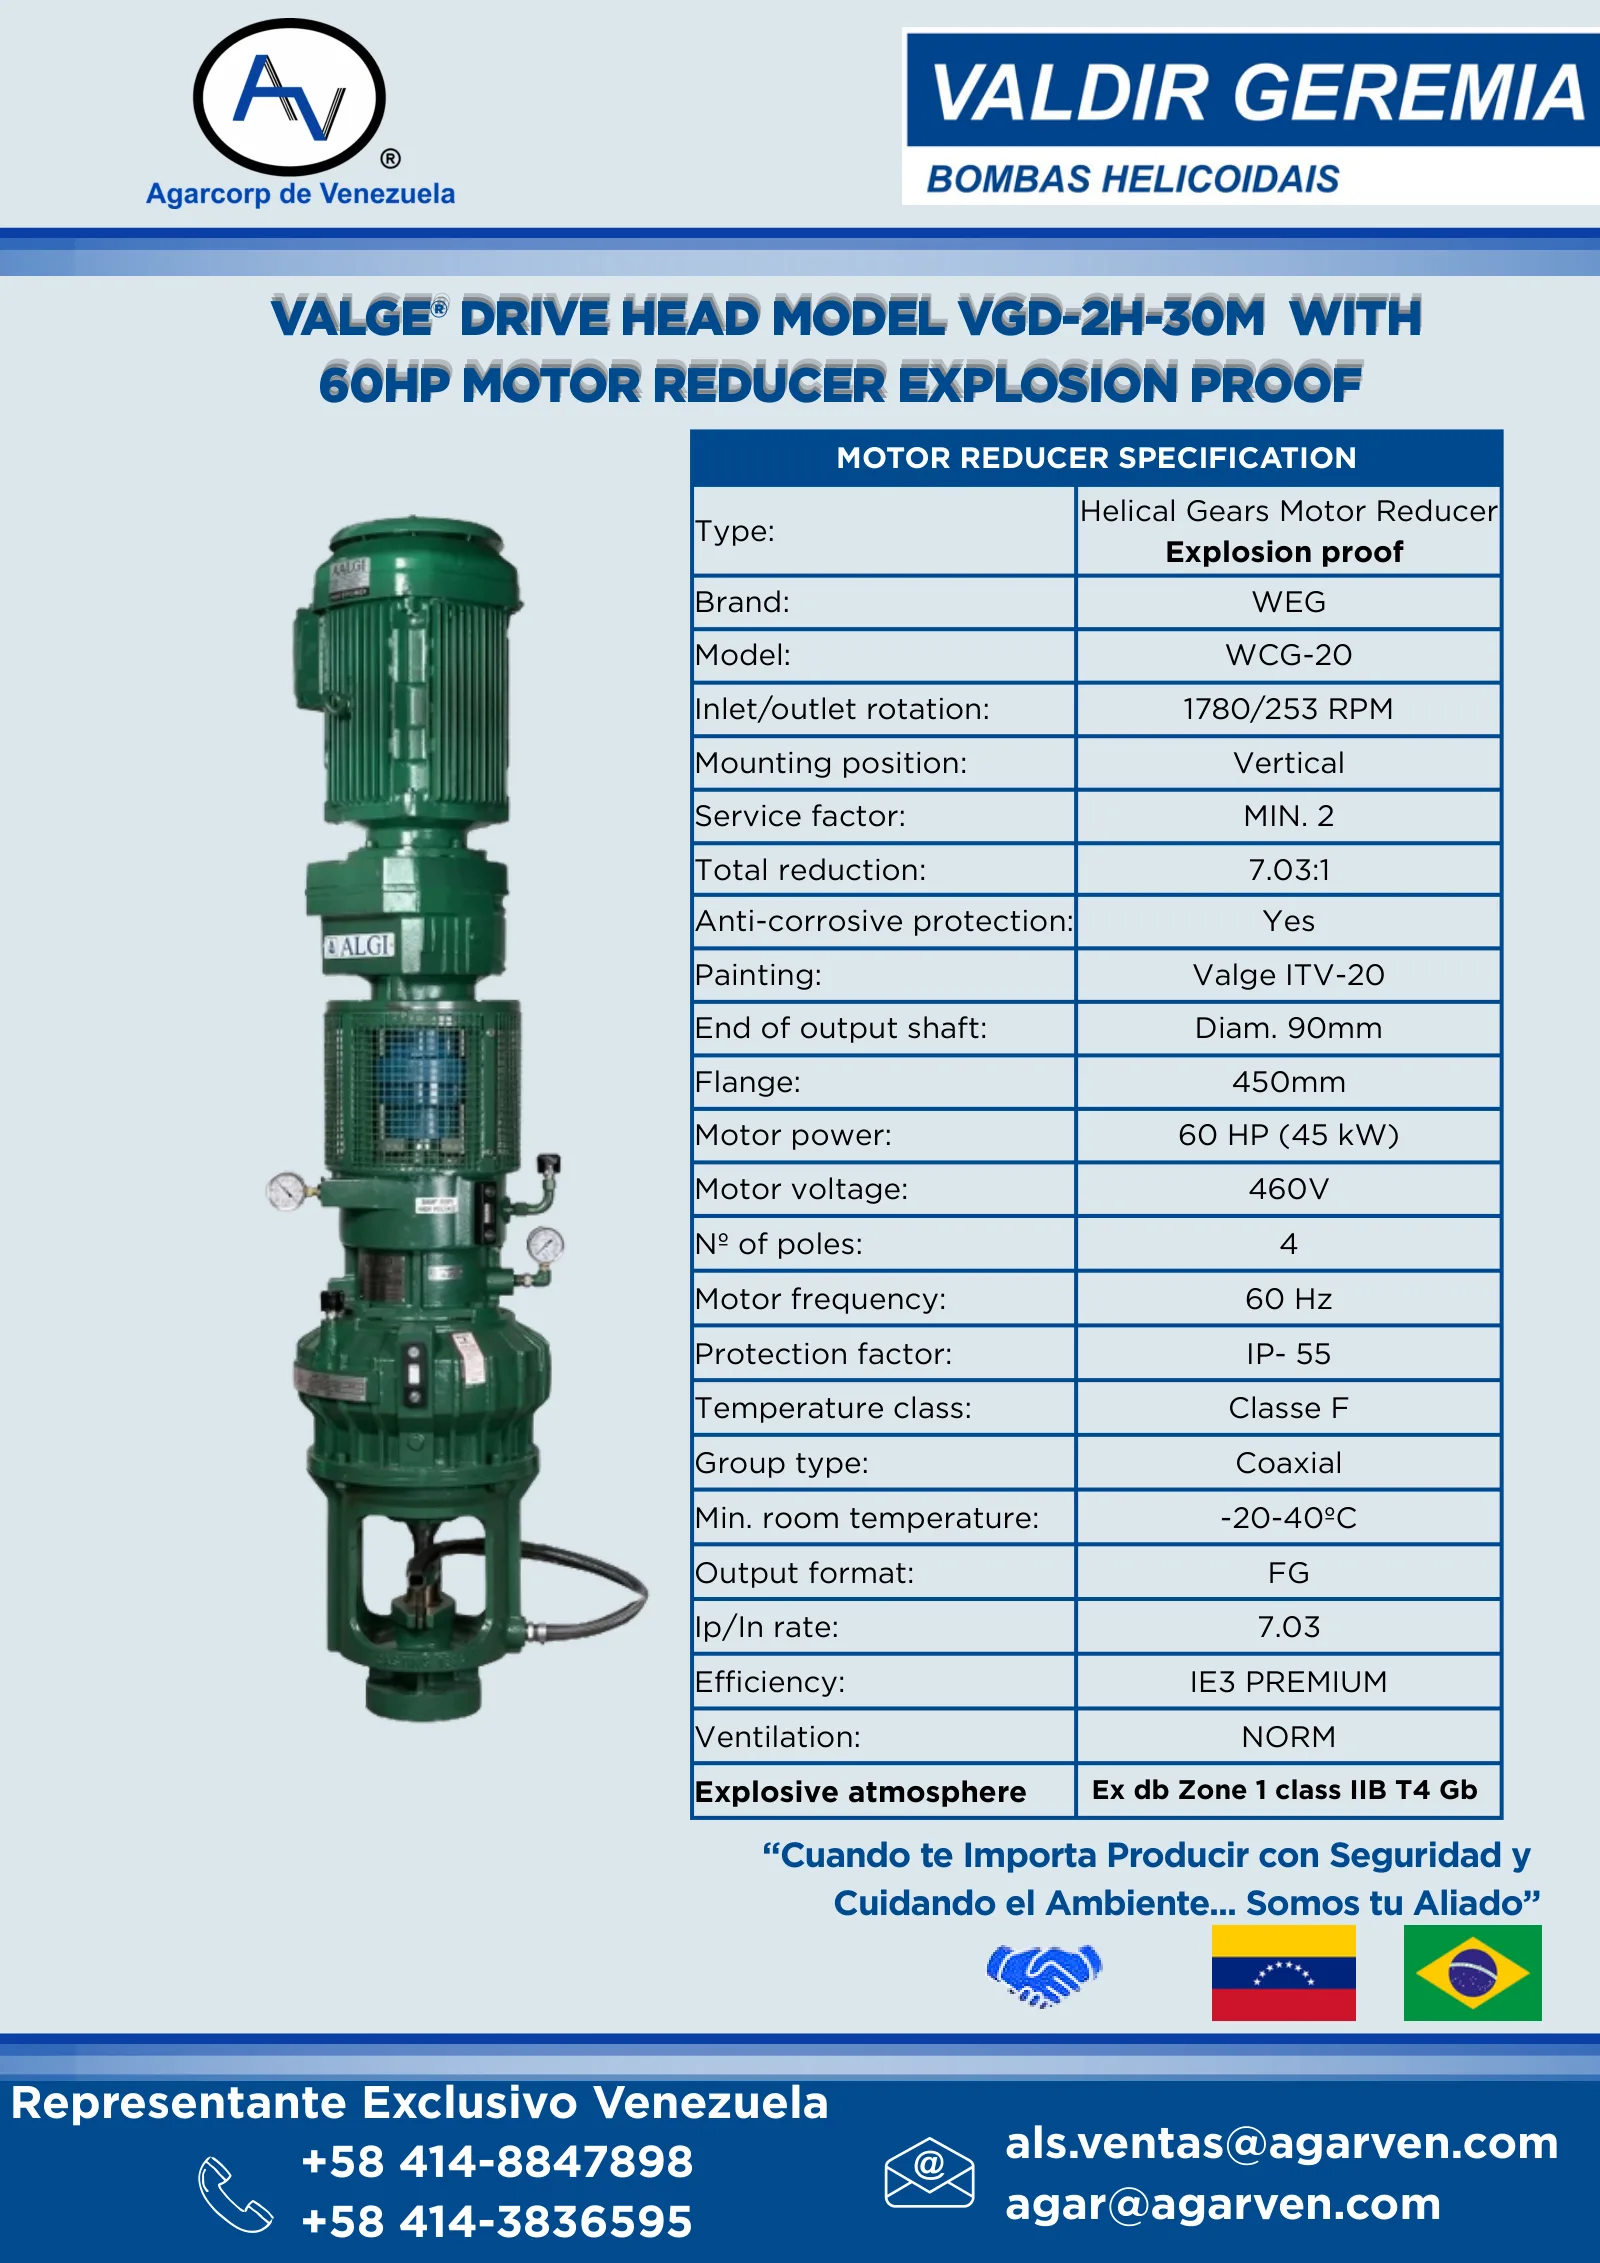 AV
®
Agarcorp de Venezuela
VALDIR GEREMIA
BOMBAS HELICOIDAIS
VALGE® DRIVE HEAD MODEL VGD-2H-30M WITH
60HP MOTOR REDUCER EXPLOSION PROOF
MOTOR REDUCER SPECIFICATION
Type:
Helical Gears Motor Reducer
Explosion proof
Brand: WEG
Model: WCG-20
Inlet/outlet rotation: 1780/253 RPM
Mounting position: Vertical
Service factor: MIN. 2
Total reduction: 7.03:1
Anti-corrosive protection: Yes
Painting: Valge ITV-20
End of output shaft: Diam. 90mm
Flange: 450mm
Motor power: 60 HP (45 kW)
Motor voltage: 460V
Nº of poles: 4
Motor frequency: 60 Hz
Protection factor: IP- 55
Temperature class: Classe F
Group type: Coaxial
Min. room temperature: -20-40ºC
Output format: FG
Ip/In rate: 7.03
Efficiency: IE3 PREMIUM
Ventilation: NORM
Explosive atmosphere Ex db Zone 1 class IIB T4 Gb
ALGI
“Cuando te Importa Producir con Seguridad y
Cuidando el Ambiente... Somos tu Aliado”
Representante Exclusivo Venezuela
+58 414-8847898
+58 414-3836595
@
als.ventas@agarven.com
agar@agarven.com